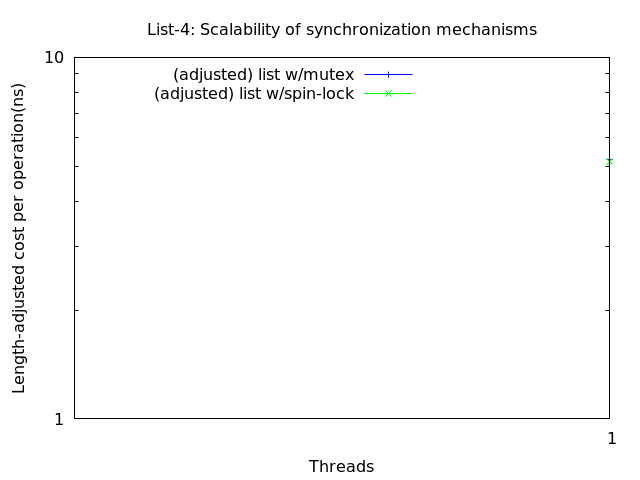 List-4: Scalability of synchronization mechanisms
10
(adjusted) list w/mutex
(adjusted) list w/spin-lock
Length-adjusted cost per operation(ns)
1
1
Threads